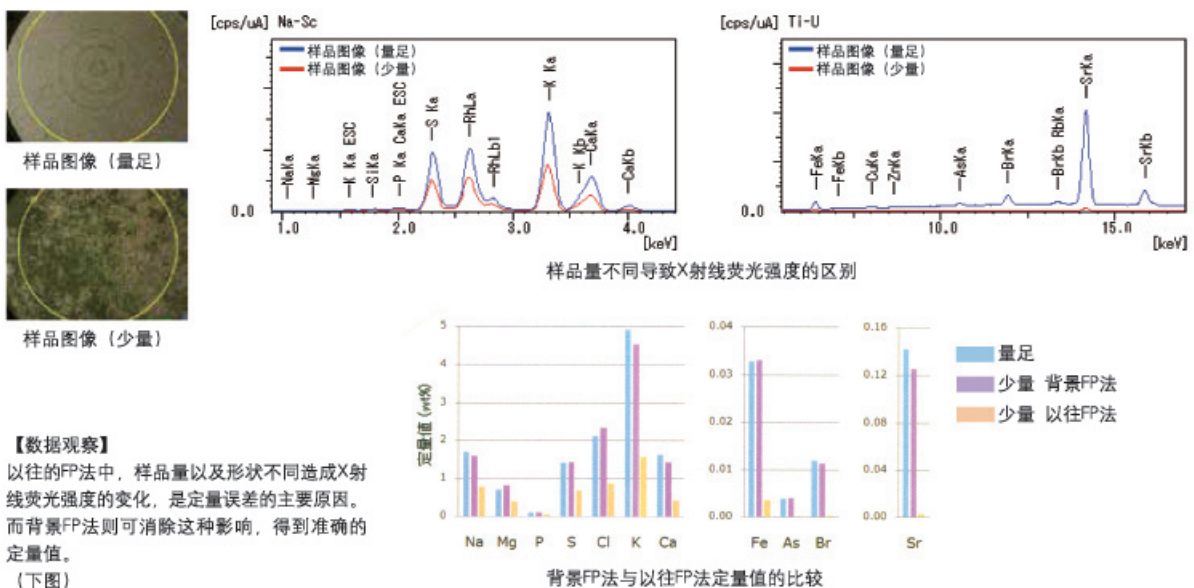 [cps/uA] Na-Sc
样品图像（量足）
样品图像（少量）
NaKa
MgKa
K Ka ESC
SiKa
P Ka CaKa ESC
S Ka
RhLa
RhLb1
K Ka
K Kb
CaKa
CaKb
0.0
1.0 2.0 3.0 4.0
[keV]
[cps/uA] Ti-U
样品图像（量足）
样品图像（少量）
FeKa
FeKb
CuKa
ZnKa
AsKa
BrKa
BrKb RbKa
SrKa
SrKb
0.0
10.0 15.0
[keV]
样品图像（量足）
样品图像（少量）
样品量不同导致X射线荧光强度的区别
【数据观察】
以往的FP法中，样品量以及形状不同造成X射
线荧光强度的变化，是定量误差的主要原因。
而背景FP法则可消除这种影响，得到准确的
定量值。
（下图）
定量值(wt%)
5
4
3
2
1
0
Na Mg P S Cl K Ca
0.04
0.03
0.02
0.01
0.00
Fe As Br
0.16
0.12
0.08
0.04
0.00
Sr
量足
少量 背景FP法
少量 以往FP法
背景FP法与以往FP法定量值的比较